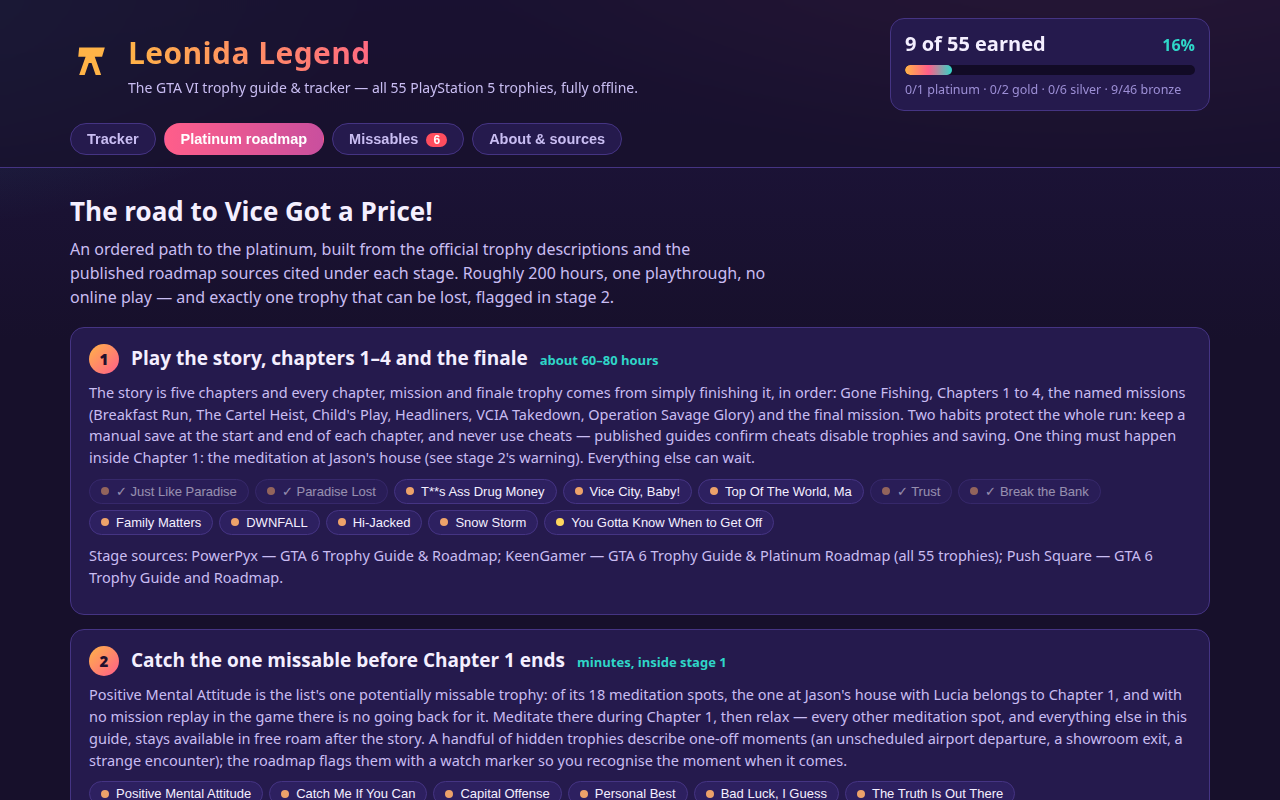 Leonida Legend
The GTA VI trophy guide & tracker — all 55 PlayStation 5 trophies, fully offline.
9 of 55 earned 16%
0/1 platinum · 0/2 gold · 0/6 silver · 9/46 bronze
Tracker Platinum roadmap Missables 6 About & sources
The road to Vice Got a Price!
An ordered path to the platinum, built from the official trophy descriptions and the
published roadmap sources cited under each stage. Roughly 200 hours, one playthrough, no
online play — and exactly one trophy that can be lost, flagged in stage 2.
1 Play the story, chapters 1–4 and the finale about 60–80 hours
The story is five chapters and every chapter, mission and finale trophy comes from simply finishing it, in order: Gone Fishing, Chapters 1 to 4, the named missions
(Breakfast Run, The Cartel Heist, Child's Play, Headliners, VCIA Takedown, Operation Savage Glory) and the final mission. Two habits protect the whole run: keep a
manual save at the start and end of each chapter, and never use cheats — published guides confirm cheats disable trophies and saving. One thing must happen
inside Chapter 1: the meditation at Jason's house (see stage 2's warning). Everything else can wait.
✓ Just Like Paradise ✓ Paradise Lost T**s Ass Drug Money Vice City, Baby! Top Of The World, Ma ✓ Trust ✓ Break the Bank
Family Matters DWNFALL Hi-Jacked Snow Storm You Gotta Know When to Get Off
Stage sources: PowerPyx — GTA 6 Trophy Guide & Roadmap; KeenGamer — GTA 6 Trophy Guide & Platinum Roadmap (all 55 trophies); Push Square — GTA 6
Trophy Guide and Roadmap.
2 Catch the one missable before Chapter 1 ends minutes, inside stage 1
Positive Mental Attitude is the list's one potentially missable trophy: of its 18 meditation spots, the one at Jason's house with Lucia belongs to Chapter 1, and with
no mission replay in the game there is no going back for it. Meditate there during Chapter 1, then relax — every other meditation spot, and everything else in this
guide, stays available in free roam after the story. A handful of hidden trophies describe one-off moments (an unscheduled airport departure, a showroom exit, a
strange encounter); the roadmap flags them with a watch marker so you recognise the moment when it comes.
Positive Mental Attitude Catch Me If You Can Capital Offense Personal Best Bad Luck, I Guess The Truth Is Out There